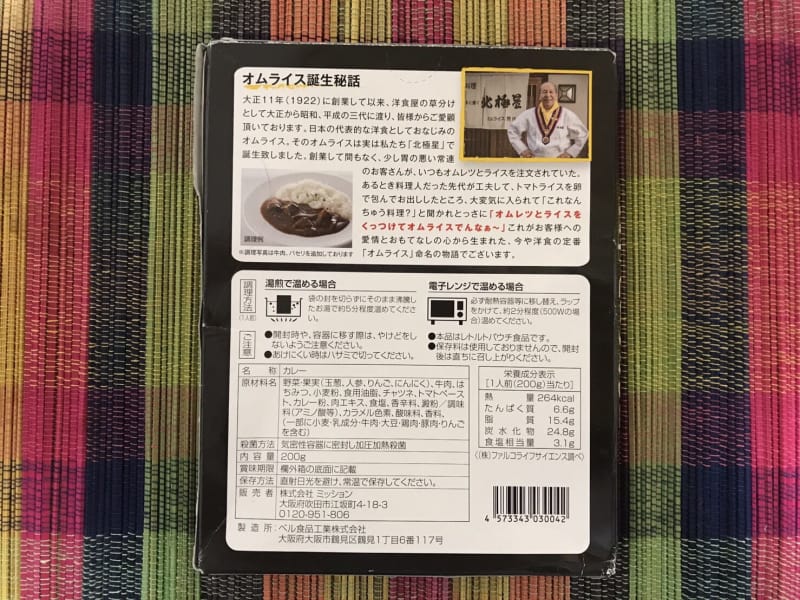 オムライス誕生秘話
大正11年(1922)に創業して以来、洋食屋の草分け
として大正から昭和、平成の三代に渡り、皆様からご愛顧
頂いております。日本の代表的な洋食としておなじみの
オムライス。そのオムライスは実は私たち「北極星」で
誕生致しました。創業して間もなく、少し胃の悪い常連
のお客さんが、いつもオムレツとライスを注文されていた。
あるとき料理人だった先代が工夫して、トマトライスを卵
で包んでお出ししたところ、大変気に入られて「これなん
ちゅう料理?」と聞かれとっさに「オムレツとライスを
くっつけてオムライスでんなぁ〜」これがお客様への
愛情とおもてなしの心から生まれた、今や洋食の定番
「オムライス」命名の物語でございます。
北極星
調理例
※調理写真は牛肉、パセリを追加しております
調理方法
(1人前)
湯煎で温める場合
袋の封を切らずにそのまま沸騰し
たお湯で約5分程度温めてくださ
い。
電子レンジで温める場合
必ず耐熱容器等に移し替え、ラップ
をかけて、約2分程度(500Wの場
合)温めてください。
ご注意
●開封時や、容器に移す際は、やけどをし
ないようご注意ください。
●あけにくい時はハサミで切ってください。
●本品はレトルトパウチ食品です。
●保存料は使用しておりませんので、開封
後は直ちに召し上がりください。
名称 カレー
原材料名 野菜・果実(玉葱、人参、りんご、にんにく)、牛肉、は
ちみつ、小麦粉、食用油脂、チャツネ、トマトペース
ト、カレー粉、肉エキス、食塩、香辛料、澱粉/調味
料(アミノ酸等)、カラメル色素、酸味料、香料、
(一部に小麦・乳成分・牛肉・大豆・鶏肉・豚肉・りんご
を含む)
殺菌方法 気密性容器に密封し加圧加熱殺菌
内容量 200g
賞味期限 欄外箱の底面に記載
保存方法 直射日光を避け、常温で保存してください。
販売者 株式会社 ミッション
大阪府吹田市江坂町4-18-3
0120-951-806
製造所:ベル食品工業株式会社
大阪府大阪市鶴見区鶴見1丁目6番117号
栄養成分表示
[1人前(200g)当たり]
熱量 264kcal
たんぱく質 6.6g
脂質 15.4g
炭水化物 24.8g
食塩相当量 3.1g
((株)ファルコライフサイエンス調べ)
4 573343 030042